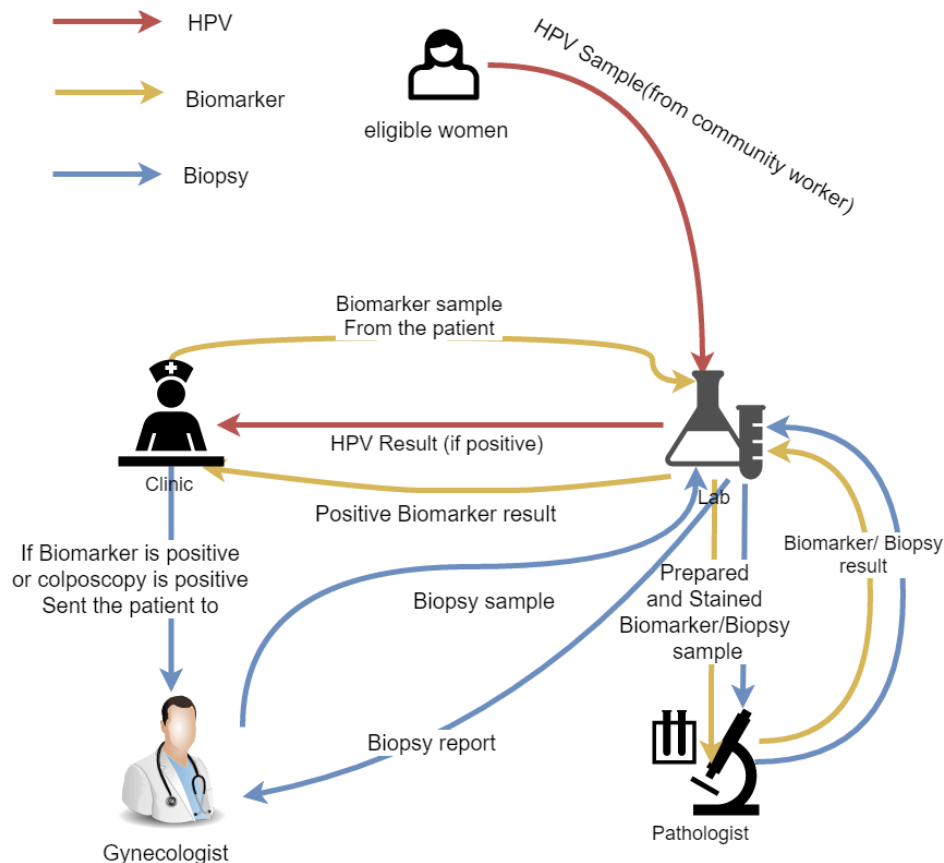 HPV
Biomarker
Biopsy
eligible women
HPV Sample(from community worker)
Biomarker sample
From the patient
HPV Result (if positive)
Clinic
Lab
Positive Biomarker result
If Biomarker is positive
or colposcopy is positive
Sent the patient to
Biopsy sample
Prepared
and Stained
Biomarker/Biopsy
sample
Biomarker/ Biopsy
result
Biopsy report
Gynecologist
Pathologist